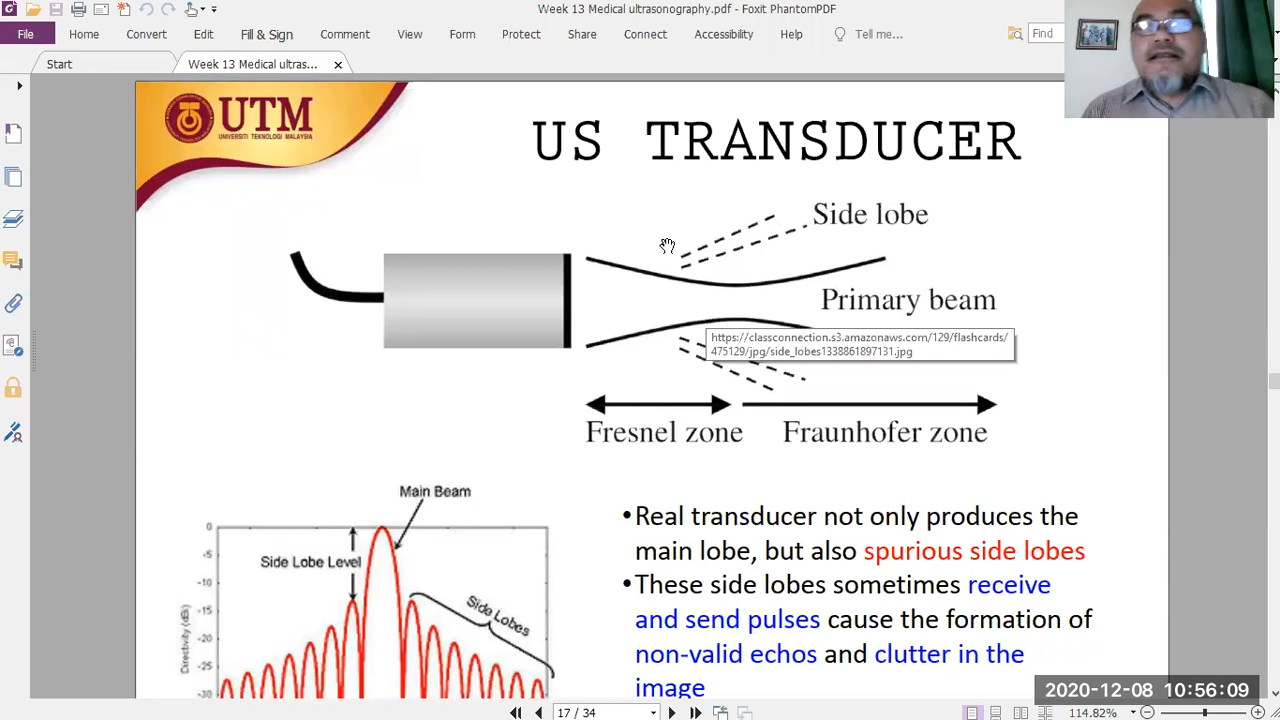 Week 13 Medical ultrasonography.pdf - Foxit PhantomPDF
File Home Convert Edit Fill & Sign Comment View Form Protect Share Connect Accessibility Help Tell me... Find
Start Week 13 Medical ultras...
UTM
UNIVERSITI TEKNOLOGI MALAYSIA
US TRANSDUCER
Side lobe
Primary beam
https://classconnection.s3.amazonaws.com/129/flashcards/
475129/jpg/side_lobes1338861897131.jpg
Fresnel zone Fraunhofer zone
Main Beam
Side Lobe Level
Side Lobes
Directivity (dB)
0
-5
-10
-15
-20
-25
-30
•Real transducer not only produces the
main lobe, but also spurious side lobes
•These side lobes sometimes receive
and send pulses cause the formation of
non-valid echos and clutter in the
image
2020-12-08 10:56:09
17 / 34
114.82%